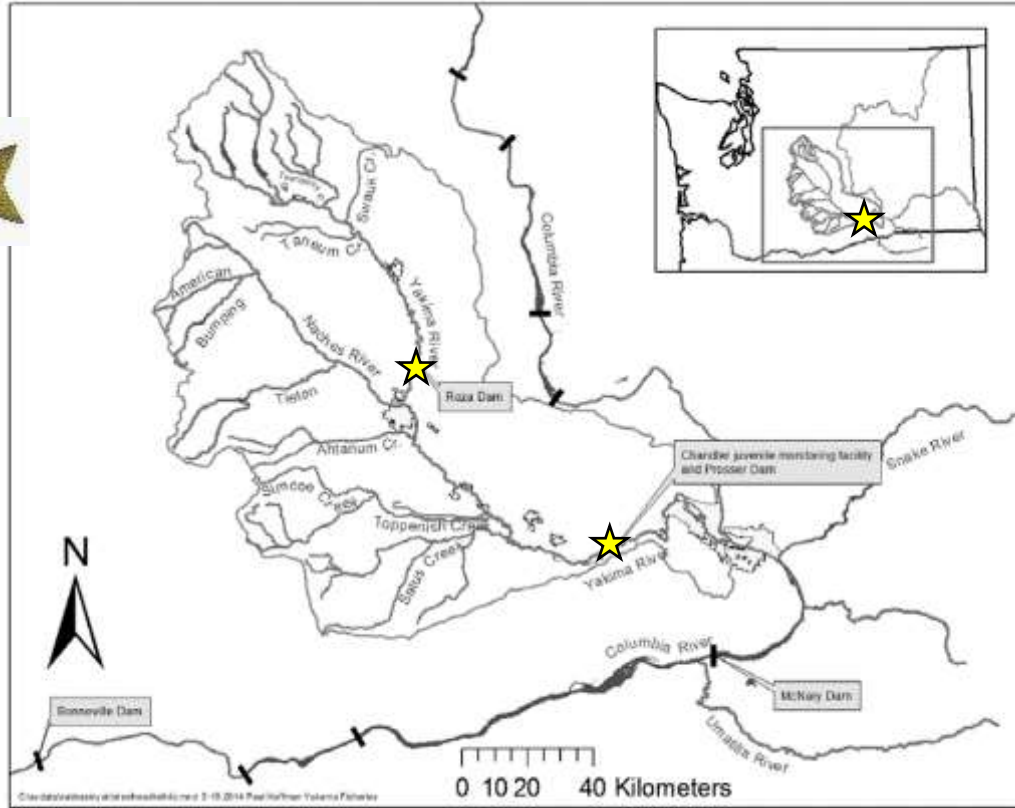 Swauk Cr.
Taneum Cr.
Columbia River
American
Bumping
Yakima River
Naches River
Roza Dam
Tieton
Ahtanum Cr.
Chandler juvenile monitoring facility
and Prosser Dam
Snake River
Simcoe Creek
Toppenish Creek
Satus Creek
Yakima River
N
Columbia River
McNary Dam
Bonneville Dam
Umatilla River
0 10 20 40 Kilometers